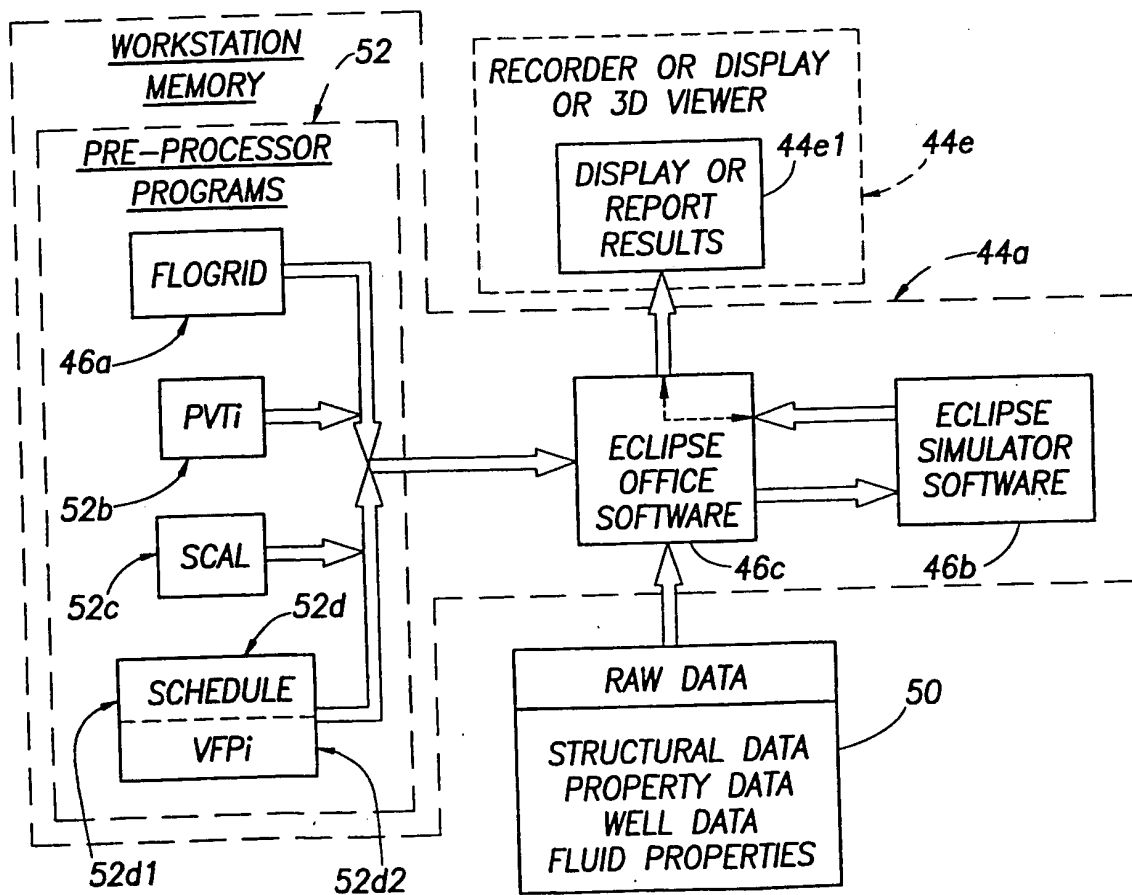 WORKSTATION
MEMORY
52
PRE-PROCESSOR
PROGRAMS
FLOGRID
46a
PVTi
52b
SCAL
52c
52d
SCHEDULE
VFPi
52d1
52d2
RECORDER OR DISPLAY
OR 3D VIEWER
44e1
44e
DISPLAY OR
REPORT
RESULTS
44a
ECLIPSE
OFFICE
SOFTWARE
46c
ECLIPSE
SIMULATOR
SOFTWARE
46b
RAW DATA
50
STRUCTURAL DATA
PROPERTY DATA
WELL DATA
FLUID PROPERTIES